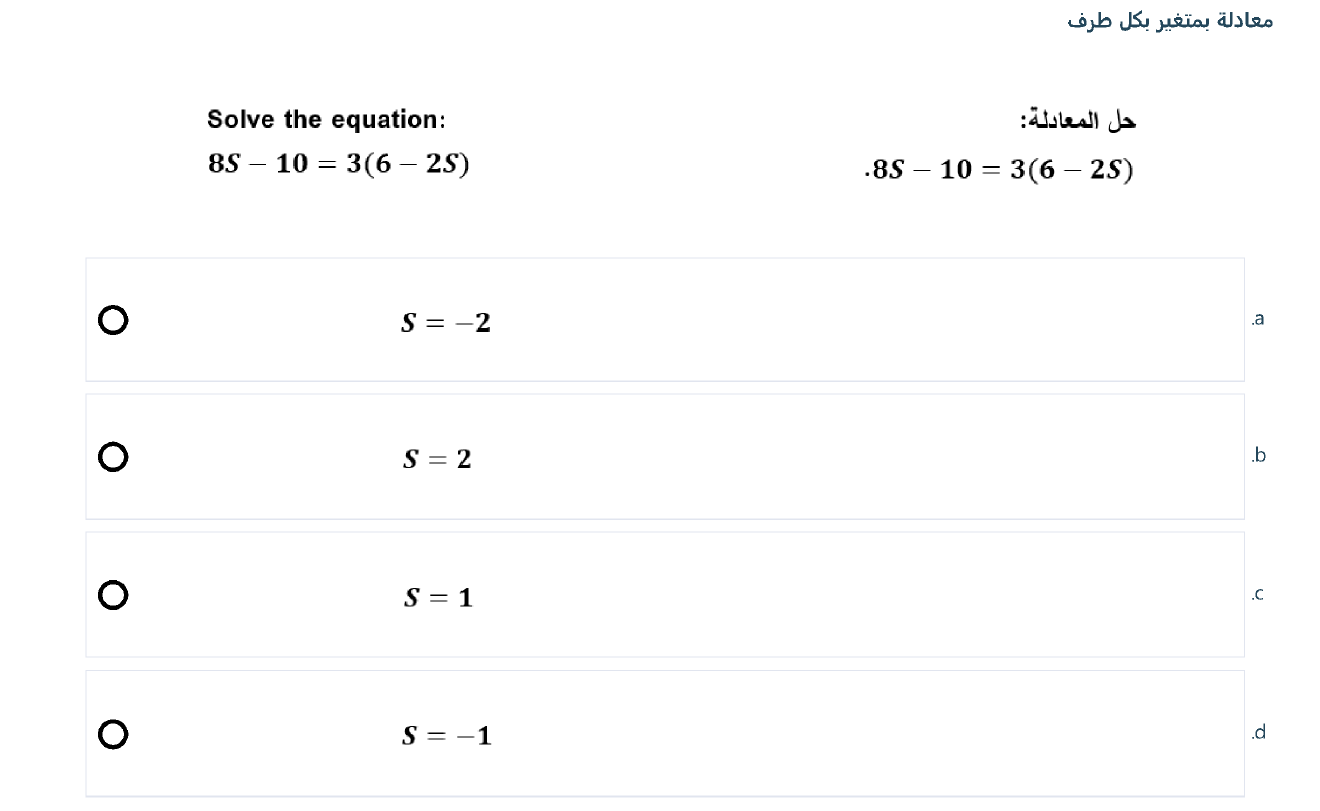 معادلة بمتغير بكل طرف
Solve the equation:
8S − 10 = 3(6 − 2S)
حل المعادلة:
.8S − 10 = 3(6 − 2S)
S = −2
.a
S = 2
.b
S = 1
.c
S = −1
.d